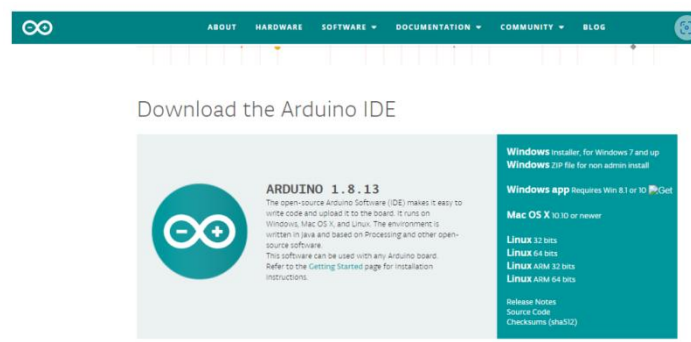 ABOUT HARDWARE SOFTWARE DOCUMENTATION COMMUNITY BLOG
Download the Arduino IDE
ARDUINO 1.8.13
The open-source Arduino Software (IDE) makes it easy to
write code and upload it to the board. It runs on
Windows, Mac OS X, and Linux. The environment is
written in Java and based on Processing and other open-
source software.
This software can be used with any Arduino board.
Refer to the Getting Started page for Installation
instructions.
Windows Installer, for Windows 7 and up
Windows ZIP file for non admin install
Windows app Requires Win 8.1 or 10 Get
Mac OS X 10.10 or newer
Linux 32 bits
Linux 64 bits
Linux ARM 32 bits
Linux ARM 64 bits
Release Notes
Source Code
Checksums (sha512)